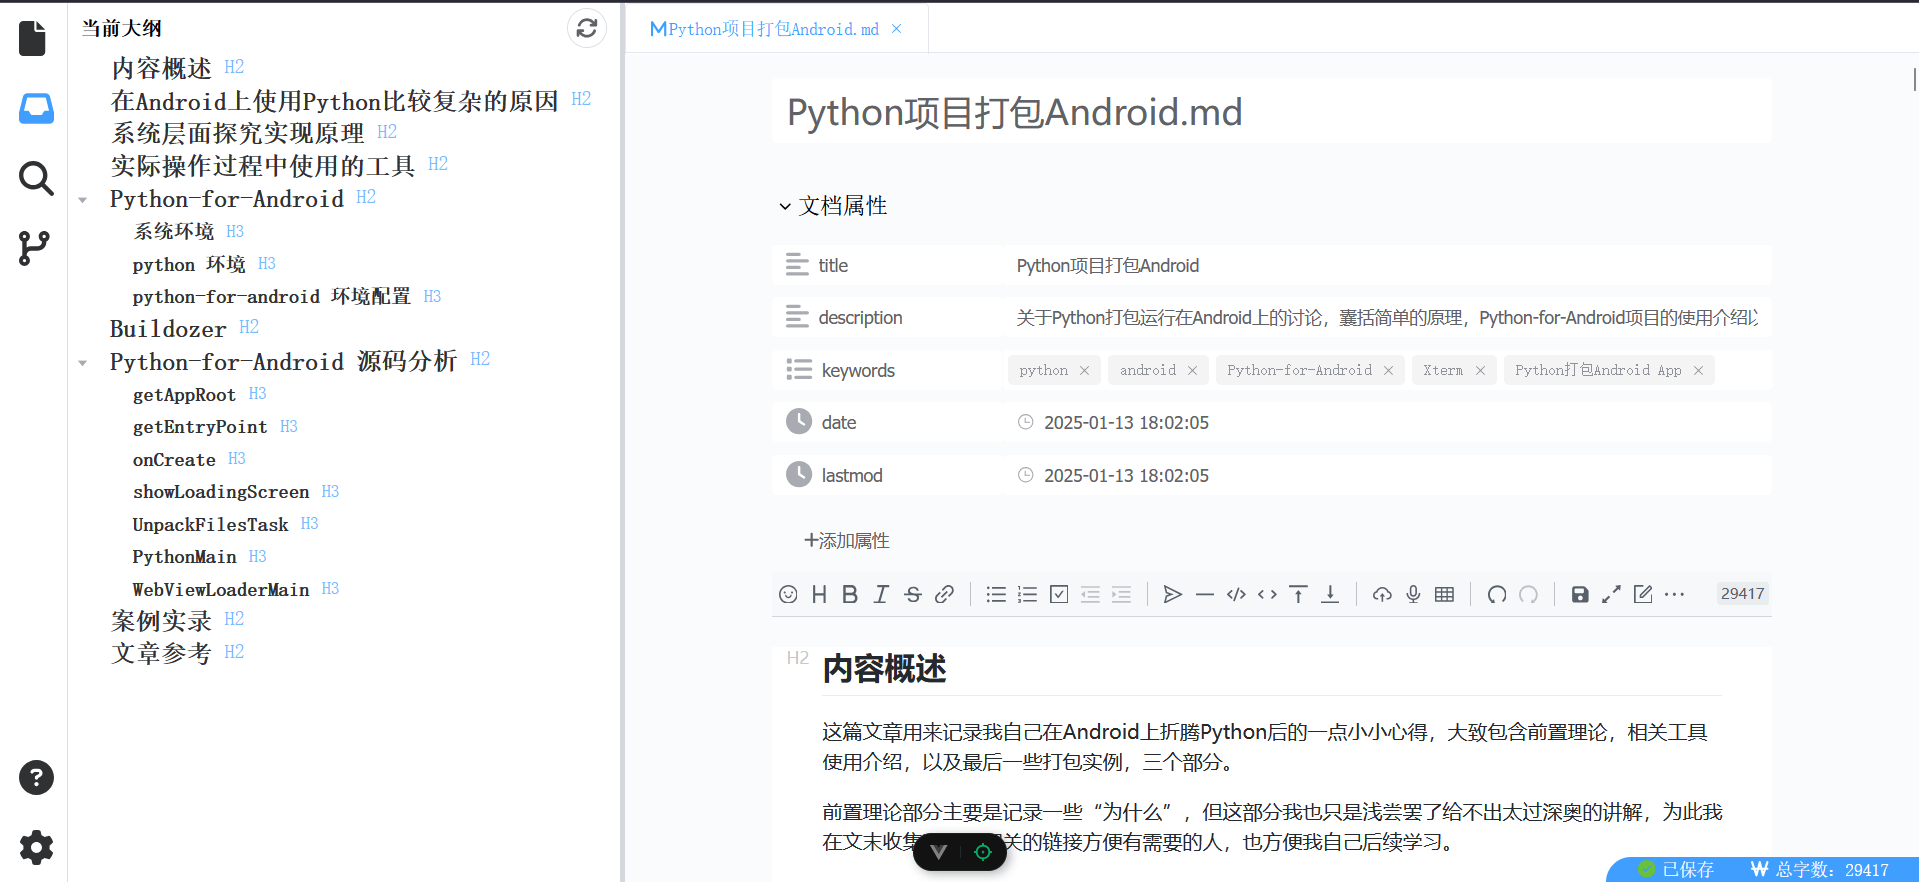 当前大纲
内容概述 H2
在Android上使用Python比较复杂的原因 H2
系统层面探究实现原理 H2
实际操作过程中使用的工具 H2
Python-for-Android H2
系统环境 H3
python 环境 H3
python-for-android 环境配置 H3
Buildozer H2
Python-for-Android 源码分析 H2
getAppRoot H3
getEntryPoint H3
onCreate H3
showLoadingScreen H3
UnpackFilesTask H3
PythonMain H3
WebViewLoaderMain H3
案例实录 H2
文章参考 H2
Python项目打包Android.md
Python项目打包Android.md
文档属性
title Python项目打包Android
description 关于Python打包运行在Android上的讨论，囊括简单的原理，Python-for-Android项目的使用介绍以
keywords python android Python-for-Android Xterm Python打包Android App
date 2025-01-13 18:02:05
lastmod 2025-01-13 18:02:05
+添加属性
29417
H2 内容概述
这篇文章用来记录我自己在Android上折腾Python后的一点小小心得，大致包含前置理论，相关工具
使用介绍，以及最后一些打包实例，三个部分。
前置理论部分主要是记录一些“为什么”，但这部分我也只是浅尝罢了给不出太过深奥的讲解，为此我
在文末收集 关的链接方便有需要的人，也方便我自己后续学习。
已保存 总字数：29417